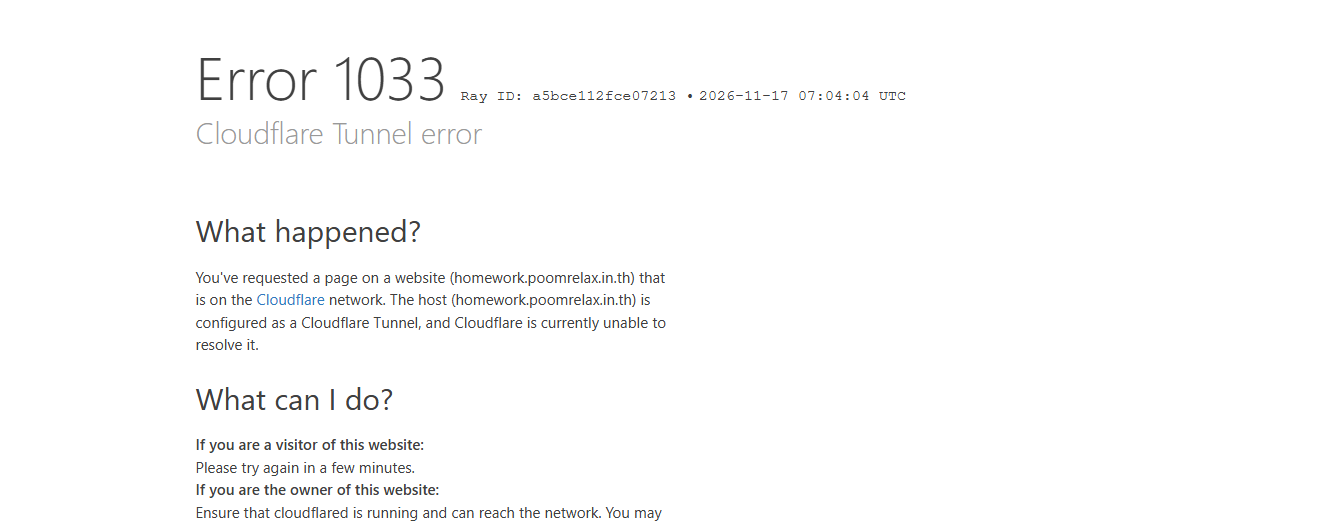 Error 1033 Ray ID: a5bce112fce07213 • 2026-11-17 07:04:04 UTC
Cloudflare Tunnel error
What happened?
You've requested a page on a website (homework.poomrelax.in.th) that
is on the Cloudflare network. The host (homework.poomrelax.in.th) is
configured as a Cloudflare Tunnel, and Cloudflare is currently unable to
resolve it.
What can I do?
If you are a visitor of this website:
Please try again in a few minutes.
If you are the owner of this website:
Ensure that cloudflared is running and can reach the network. You may